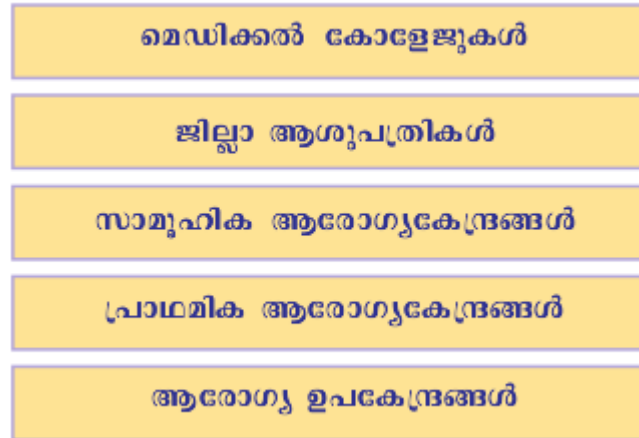 മെഡിക്കൽ കോളേജുകൾ
ജില്ലാ ആശുപത്രികൾ
സാമൂഹിക ആരോഗ്യകേന്ദ്രങ്ങൾ
പ്രാഥമിക ആരോഗ്യകേന്ദ്രങ്ങൾ
ആരോഗ്യ ഉപകേന്ദ്രങ്ങൾ